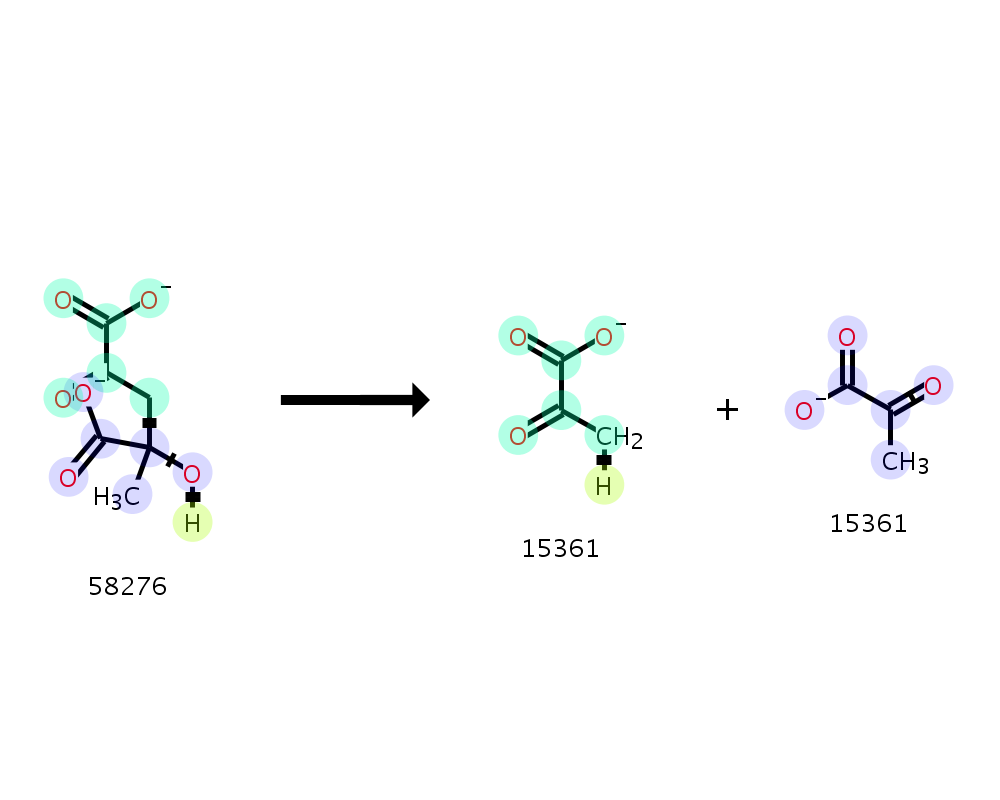 O O⁻
O O⁻
O H₃C O
H
58276
O O⁻
O CH₂
H
15361
+
O
O⁻ O
CH₃
15361